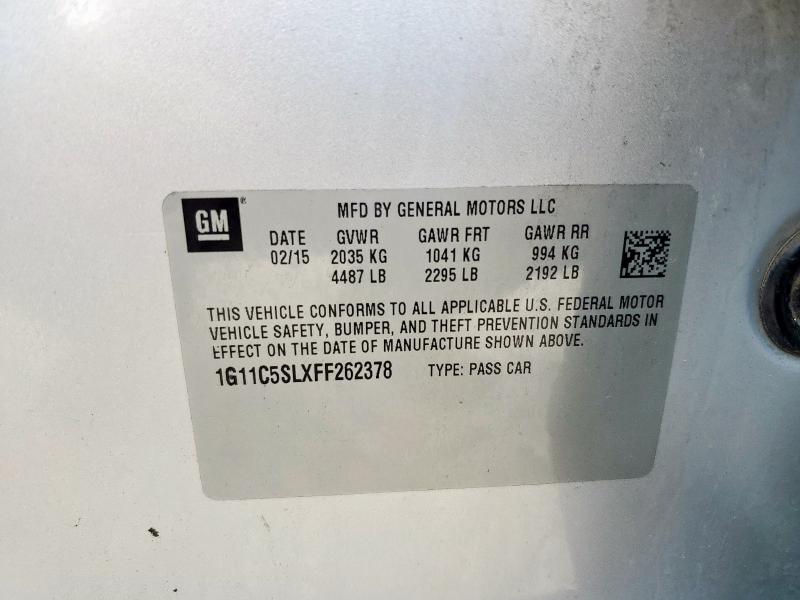 GM®
MFD BY GENERAL MOTORS LLC
DATE GVWR GAWR FRT GAWR RR
02/15 2035 KG 1041 KG 994 KG
4487 LB 2295 LB 2192 LB
THIS VEHICLE CONFORMS TO ALL APPLICABLE U.S. FEDERAL MOTOR
VEHICLE SAFETY, BUMPER, AND THEFT PREVENTION STANDARDS IN
EFFECT ON THE DATE OF MANUFACTURE SHOWN ABOVE.
1G11C5SLXFF262378 TYPE: PASS CAR